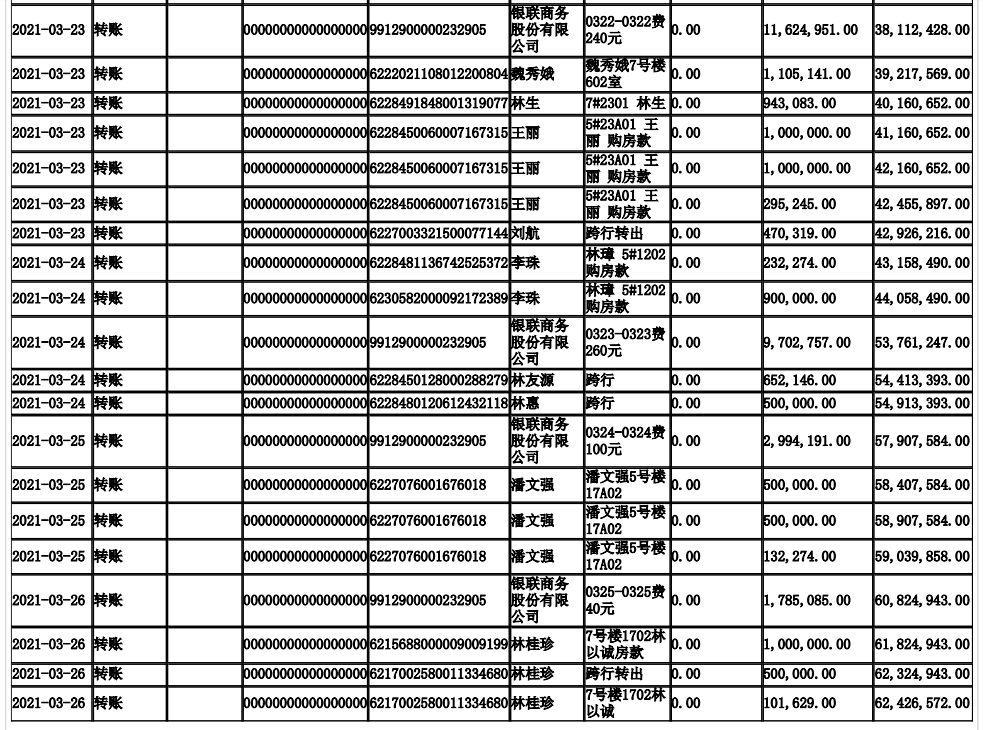 2021-03-23 转账 00000000000000000 9912900000232905 银联商务股份有限公司 0322-0322费240元 0.00 11,624,951.00 38,112,428.00
2021-03-23 转账 00000000000000000 6222021108012200804 魏秀娥 魏秀娥7号楼602室 0.00 1,105,141.00 39,217,569.00
2021-03-23 转账 00000000000000000 6228491848001319077 林生 7#2301 林生 0.00 943,083.00 40,160,652.00
2021-03-23 转账 00000000000000000 6228450060007167315 王丽 5#23A01 王丽 购房款 0.00 1,000,000.00 41,160,652.00
2021-03-23 转账 00000000000000000 6228450060007167315 王丽 5#23A01 王丽 购房款 0.00 1,000,000.00 42,160,652.00
2021-03-23 转账 00000000000000000 6228450060007167315 王丽 5#23A01 王丽 购房款 0.00 295,245.00 42,455,897.00
2021-03-23 转账 00000000000000000 6227003321500077144 刘航 跨行转出 0.00 470,319.00 42,926,216.00
2021-03-24 转账 00000000000000000 6228481136742525372 李珠 林璋 5#1202购房款 0.00 232,274.00 43,158,490.00
2021-03-24 转账 00000000000000000 6230582000092172389 李珠 林璋 5#1202购房款 0.00 900,000.00 44,058,490.00
2021-03-24 转账 00000000000000000 9912900000232905 银联商务股份有限公司 0323-0323费260元 0.00 9,702,757.00 53,761,247.00
2021-03-24 转账 00000000000000000 6228450128000288279 林友源 跨行 0.00 652,146.00 54,413,393.00
2021-03-24 转账 00000000000000000 6228480120612432118 林惠 跨行 0.00 500,000.00 54,913,393.00
2021-03-25 转账 00000000000000000 9912900000232905 银联商务股份有限公司 0324-0324费100元 0.00 2,994,191.00 57,907,584.00
2021-03-25 转账 00000000000000000 6227076001676018 潘文强 潘文强5号楼17A02 0.00 500,000.00 58,407,584.00
2021-03-25 转账 00000000000000000 6227076001676018 潘文强 潘文强5号楼17A02 0.00 500,000.00 58,907,584.00
2021-03-25 转账 00000000000000000 6227076001676018 潘文强 潘文强5号楼17A02 0.00 132,274.00 59,039,858.00
2021-03-26 转账 00000000000000000 9912900000232905 银联商务股份有限公司 0325-0325费40元 0.00 1,785,085.00 60,824,943.00
2021-03-26 转账 00000000000000000 6215688000009009199 林桂珍 7号楼1702林以诚房款 0.00 1,000,000.00 61,824,943.00
2021-03-26 转账 00000000000000000 6217002580011334680 林桂珍 跨行转出 0.00 500,000.00 62,324,943.00
2021-03-26 转账 00000000000000000 6217002580011334680 林桂珍 7号楼1702林以诚 0.00 101,629.00 62,426,572.00